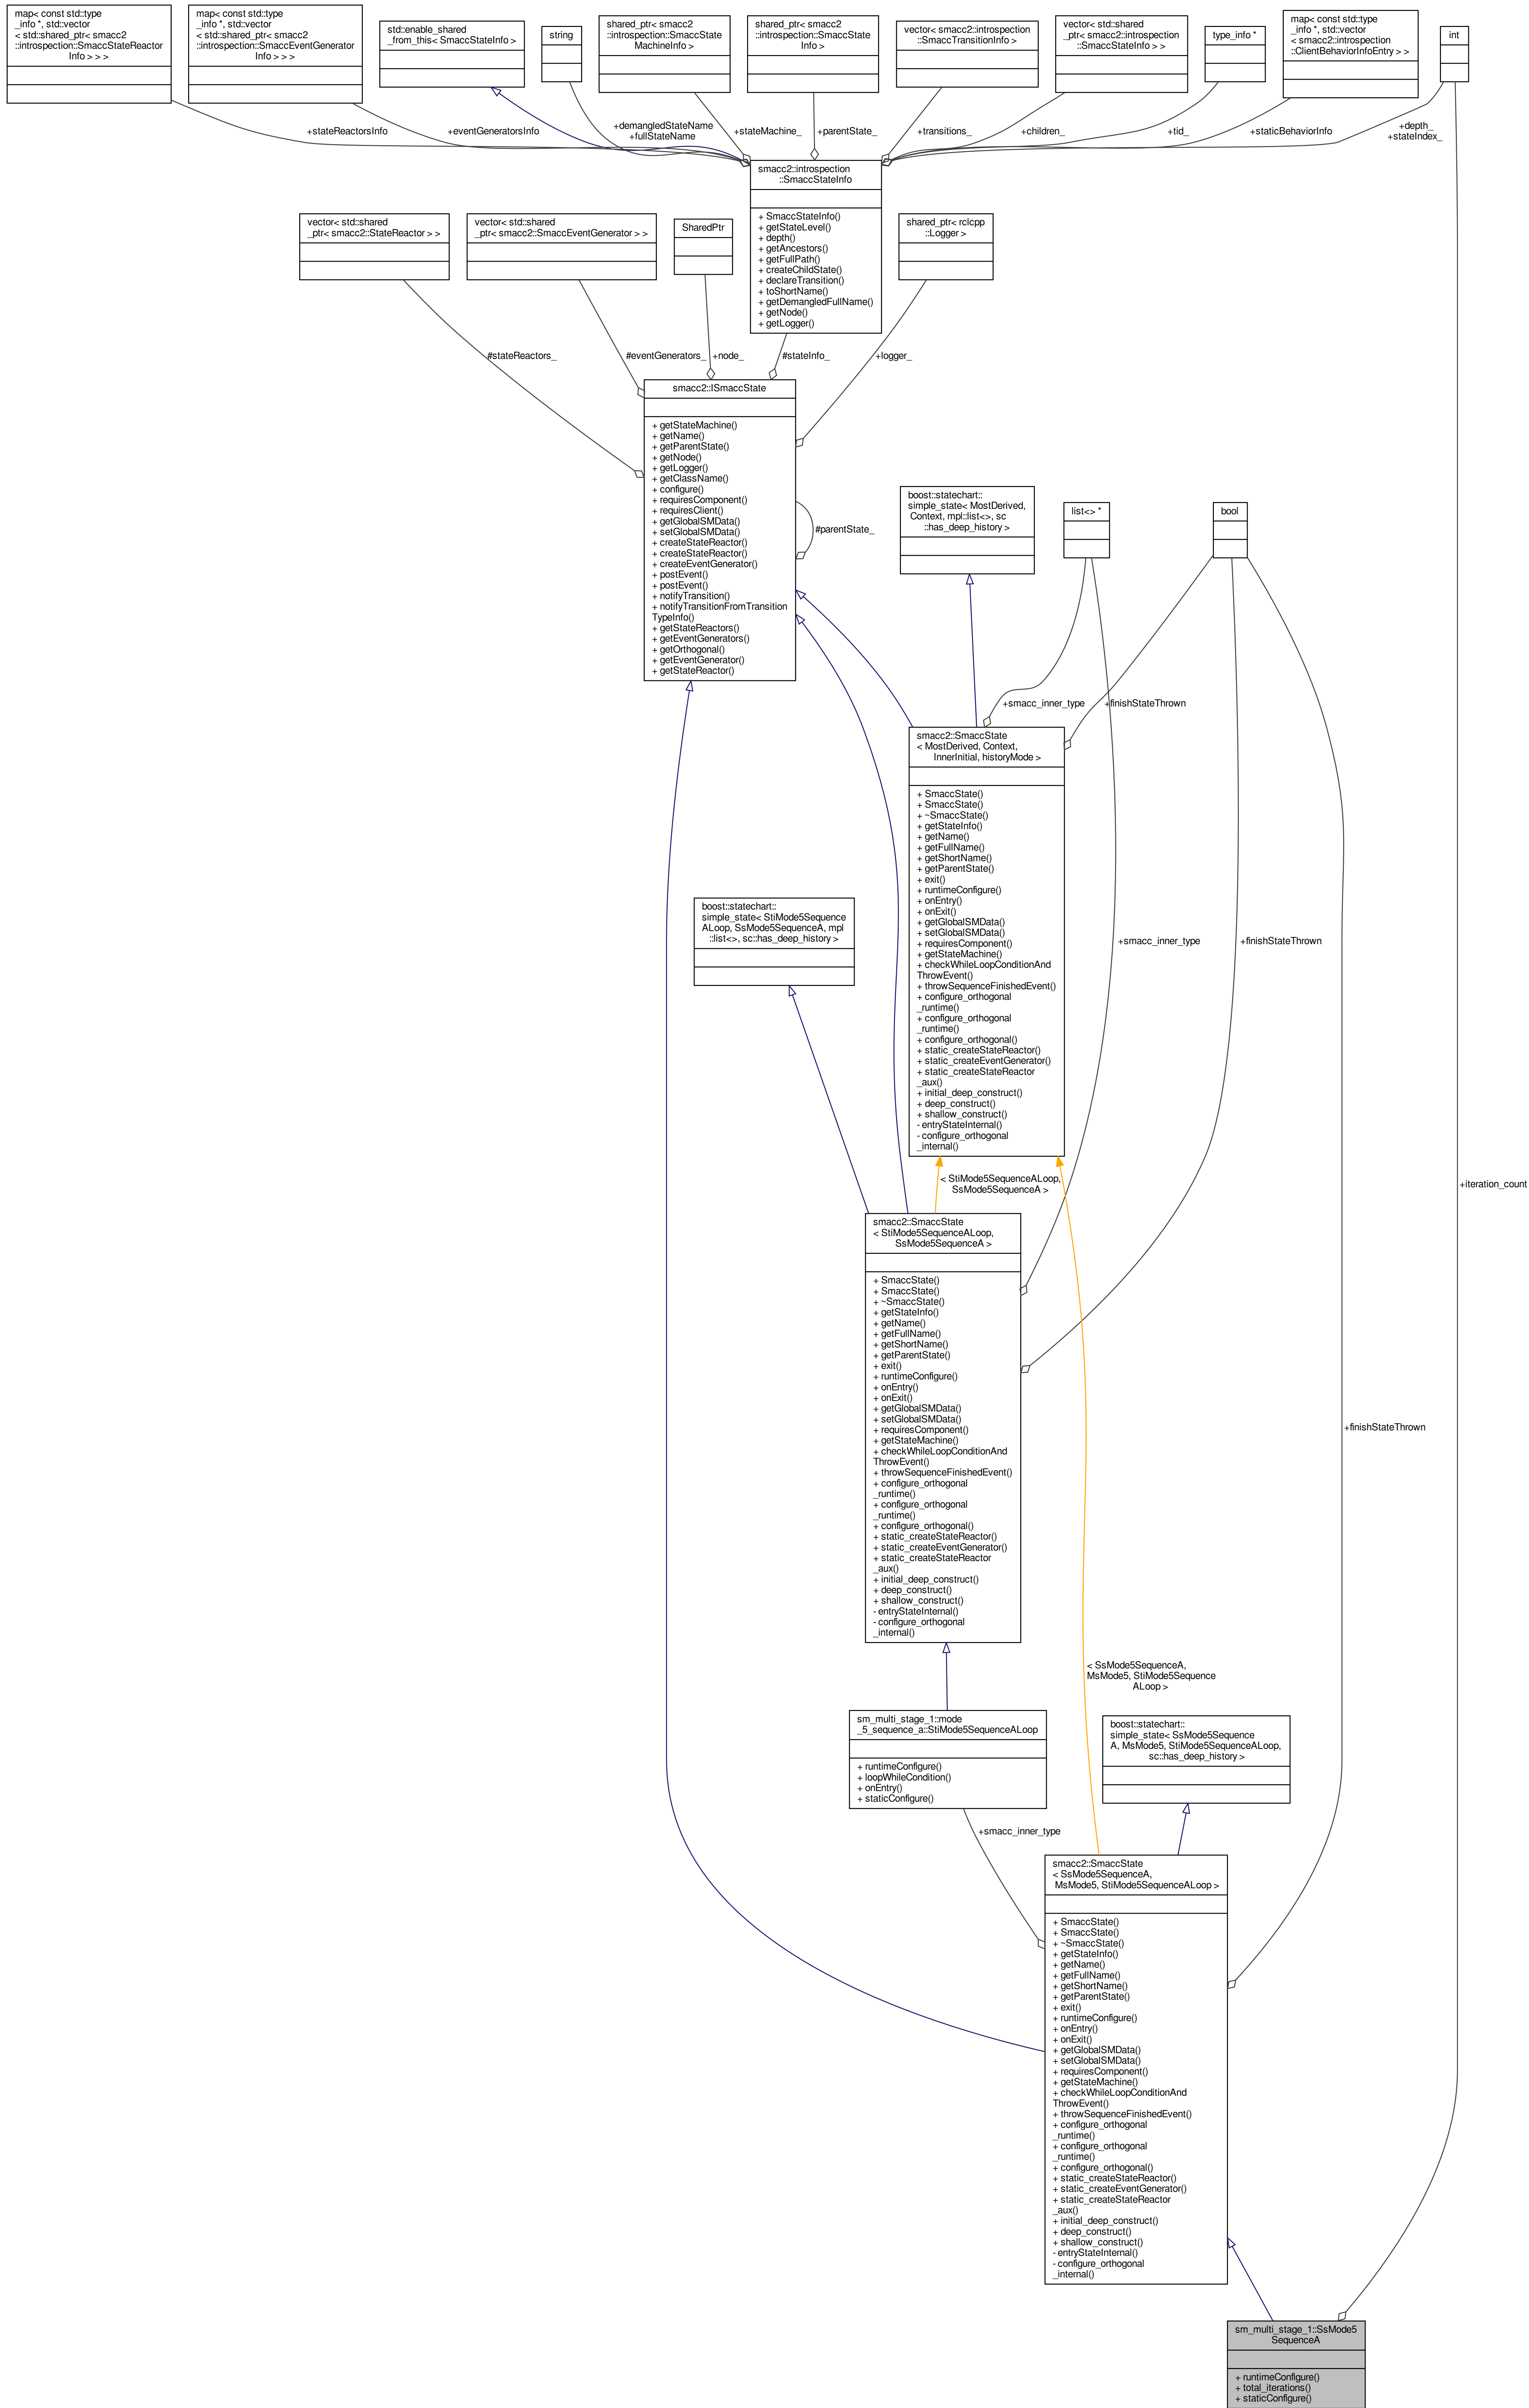 map< const std::type
_info *, std::vector
< std::shared_ptr< smacc2
::introspection::SmaccStateReactor
Info > > >
map< const std::type
_info *, std::vector
< std::shared_ptr< smacc2
::introspection::SmaccEventGenerator
Info > > >
std::enable_shared
_from_this< SmaccStateInfo >
string
shared_ptr< smacc2
::introspection::SmaccState
MachineInfo >
shared_ptr< smacc2
::introspection::SmaccState
Info >
vector< smacc2::introspection
::SmaccTransitionInfo >
vector< std::shared
_ptr< smacc2::introspection
::SmaccStateInfo > >
type_info *
map< const std::type
_info *, std::vector
< smacc2::introspection
::ClientBehaviorInfoEntry > >
int
+stateReactorsInfo
+eventGeneratorsInfo
+demangledStateName
+fullStateName
+stateMachine_
+parentState_
+transitions_
+children_
+tid_
+staticBehaviorInfo
+depth_
+stateIndex_
smacc2::introspection
::SmaccStateInfo
+ SmaccStateInfo()
+ getStateLevel()
+ depth()
+ getAncestors()
+ getFullPath()
+ createChildState()
+ declareTransition()
+ toShortName()
+ getDemangledFullName()
+ getNode()
+ getLogger()
vector< std::shared
_ptr< smacc2::StateReactor > >
vector< std::shared
_ptr< smacc2::SmaccEventGenerator > >
SharedPtr
shared_ptr< rclcpp
::Logger >
#stateReactors_
#eventGenerators_
+node_
#stateInfo_
+logger_
smacc2::ISmaccState
+ getStateMachine()
+ getName()
+ getParentState()
+ getNode()
+ getLogger()
+ getClassName()
+ configure()
+ requiresComponent()
+ requiresClient()
+ getGlobalSMData()
+ setGlobalSMData()
+ createStateReactor()
+ createStateReactor()
+ createEventGenerator()
+ postEvent()
+ postEvent()
+ notifyTransition()
+ notifyTransitionFromTransition
TypeInfo()
+ getStateReactors()
+ getEventGenerators()
+ getOrthogonal()
+ getEventGenerator()
+ getStateReactor()
#parentState_
boost::statechart::
simple_state< MostDerived,
Context, mpl::list<>, sc
::has_deep_history >
list<> *
bool
+smacc_inner_type
+finishStateThrown
smacc2::SmaccState
< MostDerived, Context,
InnerInitial, historyMode >
+ SmaccState()
+ SmaccState()
+ ~SmaccState()
+ getStateInfo()
+ getName()
+ getFullName()
+ getShortName()
+ getParentState()
+ exit()
+ runtimeConfigure()
+ onEntry()
+ onExit()
+ getGlobalSMData()
+ setGlobalSMData()
+ requiresComponent()
+ getStateMachine()
+ checkWhileLoopConditionAnd
ThrowEvent()
+ throwSequenceFinishedEvent()
+ configure_orthogonal
_runtime()
+ configure_orthogonal
_runtime()
+ configure_orthogonal()
+ static_createStateReactor()
+ static_createEventGenerator()
+ static_createStateReactor
_aux()
+ initial_deep_construct()
+ deep_construct()
+ shallow_construct()
- entryStateInternal()
- configure_orthogonal
_internal()
boost::statechart::
simple_state< StiMode5Sequence
ALoop, SsMode5SequenceA, mpl
::list<>, sc::has_deep_history >
+smacc_inner_type
+finishStateThrown
< StiMode5SequenceALoop,
SsMode5SequenceA >
+iteration_count
smacc2::SmaccState
< StiMode5SequenceALoop,
SsMode5SequenceA >
+ SmaccState()
+ SmaccState()
+ ~SmaccState()
+ getStateInfo()
+ getName()
+ getFullName()
+ getShortName()
+ getParentState()
+ exit()
+ runtimeConfigure()
+ onEntry()
+ onExit()
+ getGlobalSMData()
+ setGlobalSMData()
+ requiresComponent()
+ getStateMachine()
+ checkWhileLoopConditionAnd
ThrowEvent()
+ throwSequenceFinishedEvent()
+ configure_orthogonal
_runtime()
+ configure_orthogonal
_runtime()
+ configure_orthogonal()
+ static_createStateReactor()
+ static_createEventGenerator()
+ static_createStateReactor
_aux()
+ initial_deep_construct()
+ deep_construct()
+ shallow_construct()
- entryStateInternal()
- configure_orthogonal
_internal()
+finishStateThrown
< SsMode5SequenceA,
MsMode5, StiMode5Sequence
ALoop >
sm_multi_stage_1::mode
_5_sequence_a::StiMode5SequenceALoop
+ runtimeConfigure()
+ loopWhileCondition()
+ onEntry()
+ staticConfigure()
boost::statechart::
simple_state< SsMode5Sequence
A, MsMode5, StiMode5SequenceALoop,
sc::has_deep_history >
+smacc_inner_type
smacc2::SmaccState
< SsMode5SequenceA,
MsMode5, StiMode5SequenceALoop >
+ SmaccState()
+ SmaccState()
+ ~SmaccState()
+ getStateInfo()
+ getName()
+ getFullName()
+ getShortName()
+ getParentState()
+ exit()
+ runtimeConfigure()
+ onEntry()
+ onExit()
+ getGlobalSMData()
+ setGlobalSMData()
+ requiresComponent()
+ getStateMachine()
+ checkWhileLoopConditionAnd
ThrowEvent()
+ throwSequenceFinishedEvent()
+ configure_orthogonal
_runtime()
+ configure_orthogonal
_runtime()
+ configure_orthogonal()
+ static_createStateReactor()
+ static_createEventGenerator()
+ static_createStateReactor
_aux()
+ initial_deep_construct()
+ deep_construct()
+ shallow_construct()
- entryStateInternal()
- configure_orthogonal
_internal()
sm_multi_stage_1::SsMode5
SequenceA
+ runtimeConfigure()
+ total_iterations()
+ staticConfigure()